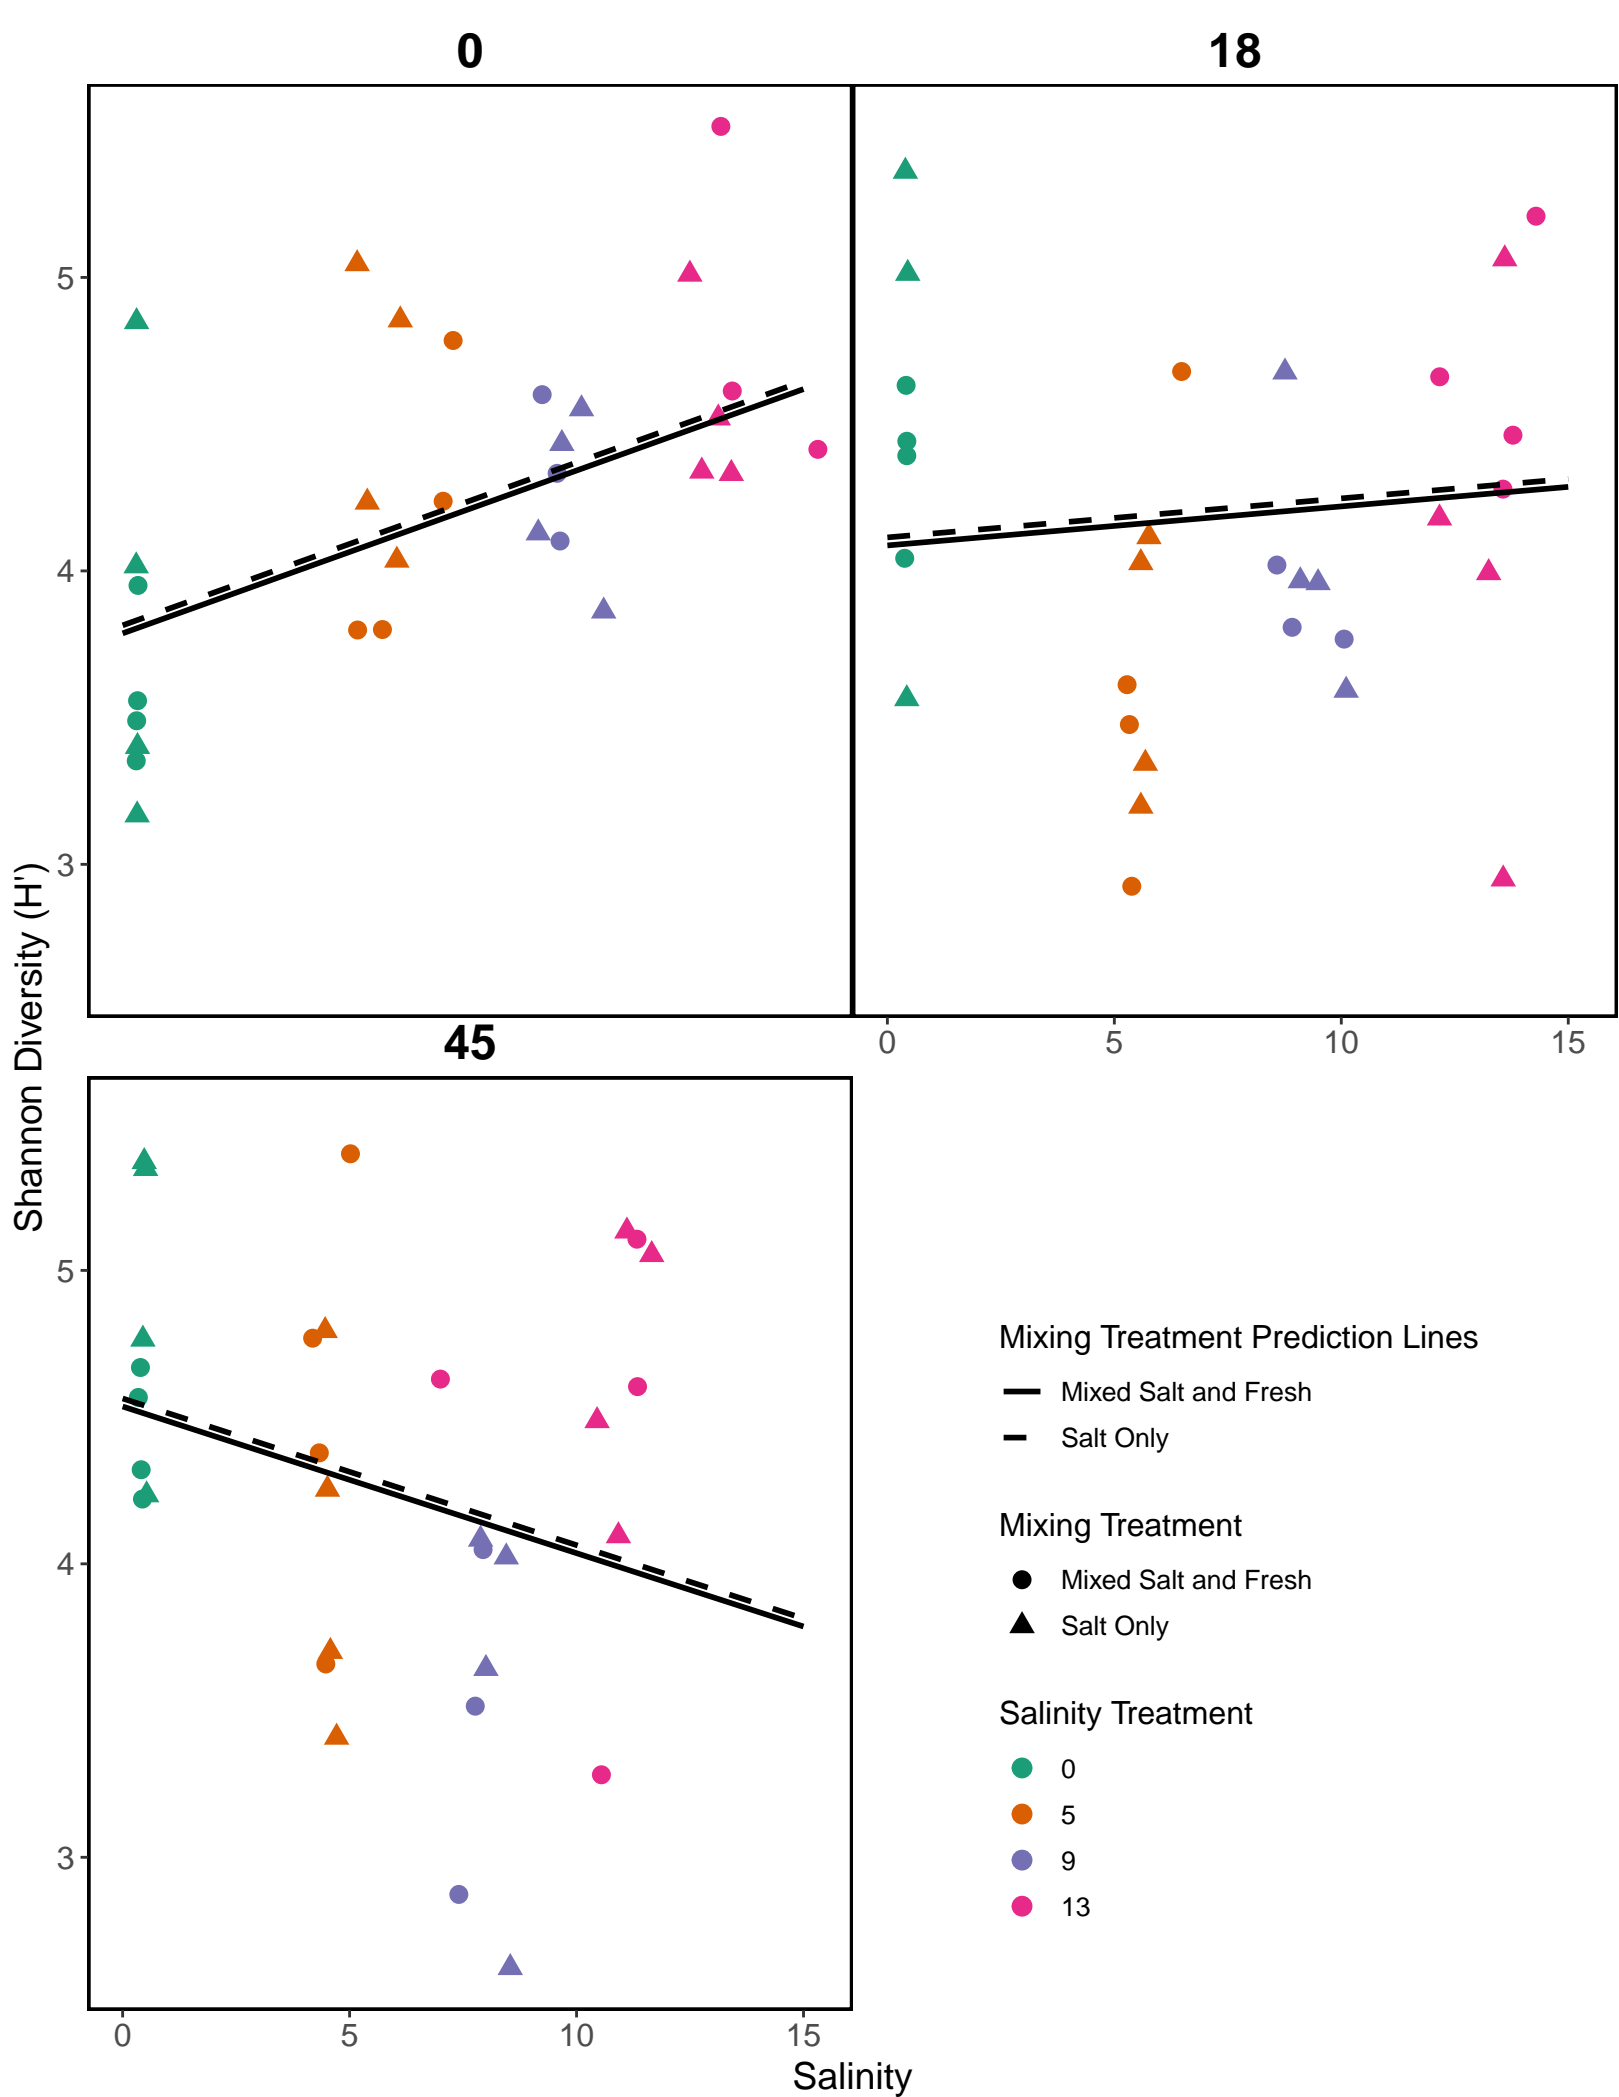 0
18
5
4
3
0
5
10
15
45
Shannon Diversity (H')
5
4
3
0
5
10
15
Salinity
Mixing Treatment Prediction Lines
Mixed Salt and Fresh
Salt Only
Mixing Treatment
Mixed Salt and Fresh
Salt Only
Salinity Treatment
0
5
9
13